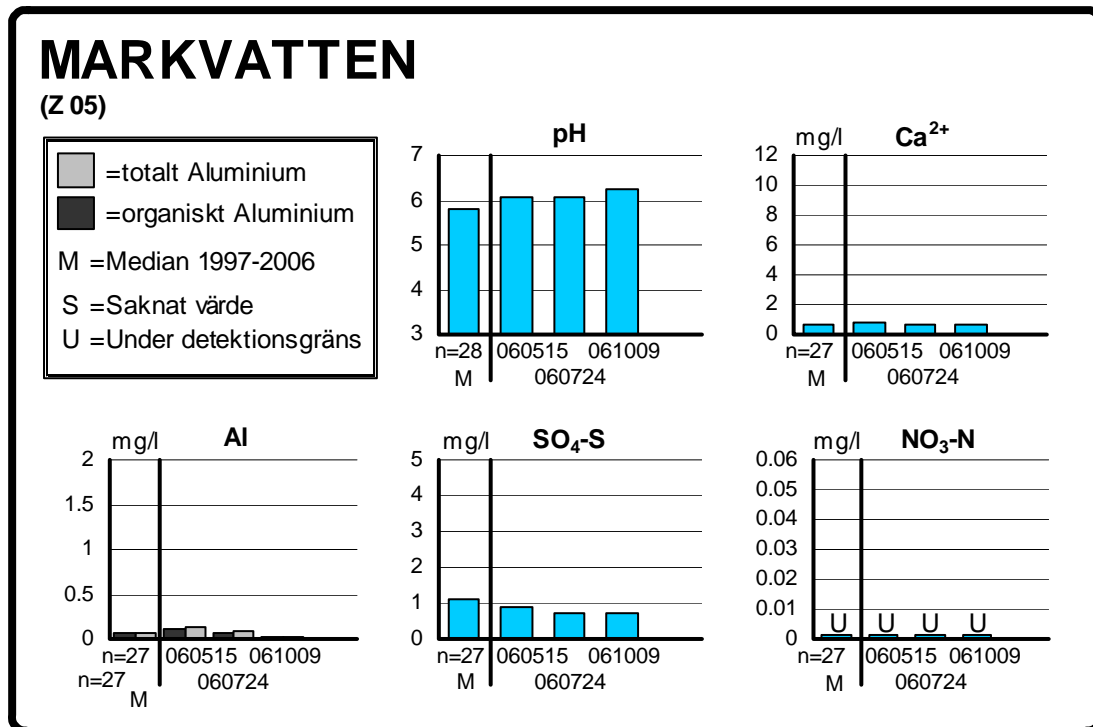 MARKVATTEN
(Z 05)
=totalt Aluminium
=organiskt Aluminium
M =Median 1997-2006
S =Saknat värde
U =Under detektionsgräns
pH
7
6
5
4
3
n=28 060515 061009
M 060724
mg/l Ca²⁺
12
10
8
6
4
2
0
n=27 060515 061009
M 060724
mg/l Al
2
1.5
1
0.5
0
n=27 060515 061009
n=27 M 060724
mg/l SO₄-S
5
4
3
2
1
0
n=27 060515 061009
M 060724
mg/l NO₃-N
0.06
0.05
0.04
0.03
0.02
0.01
U U U U
0
n=27 060515 061009
M 060724